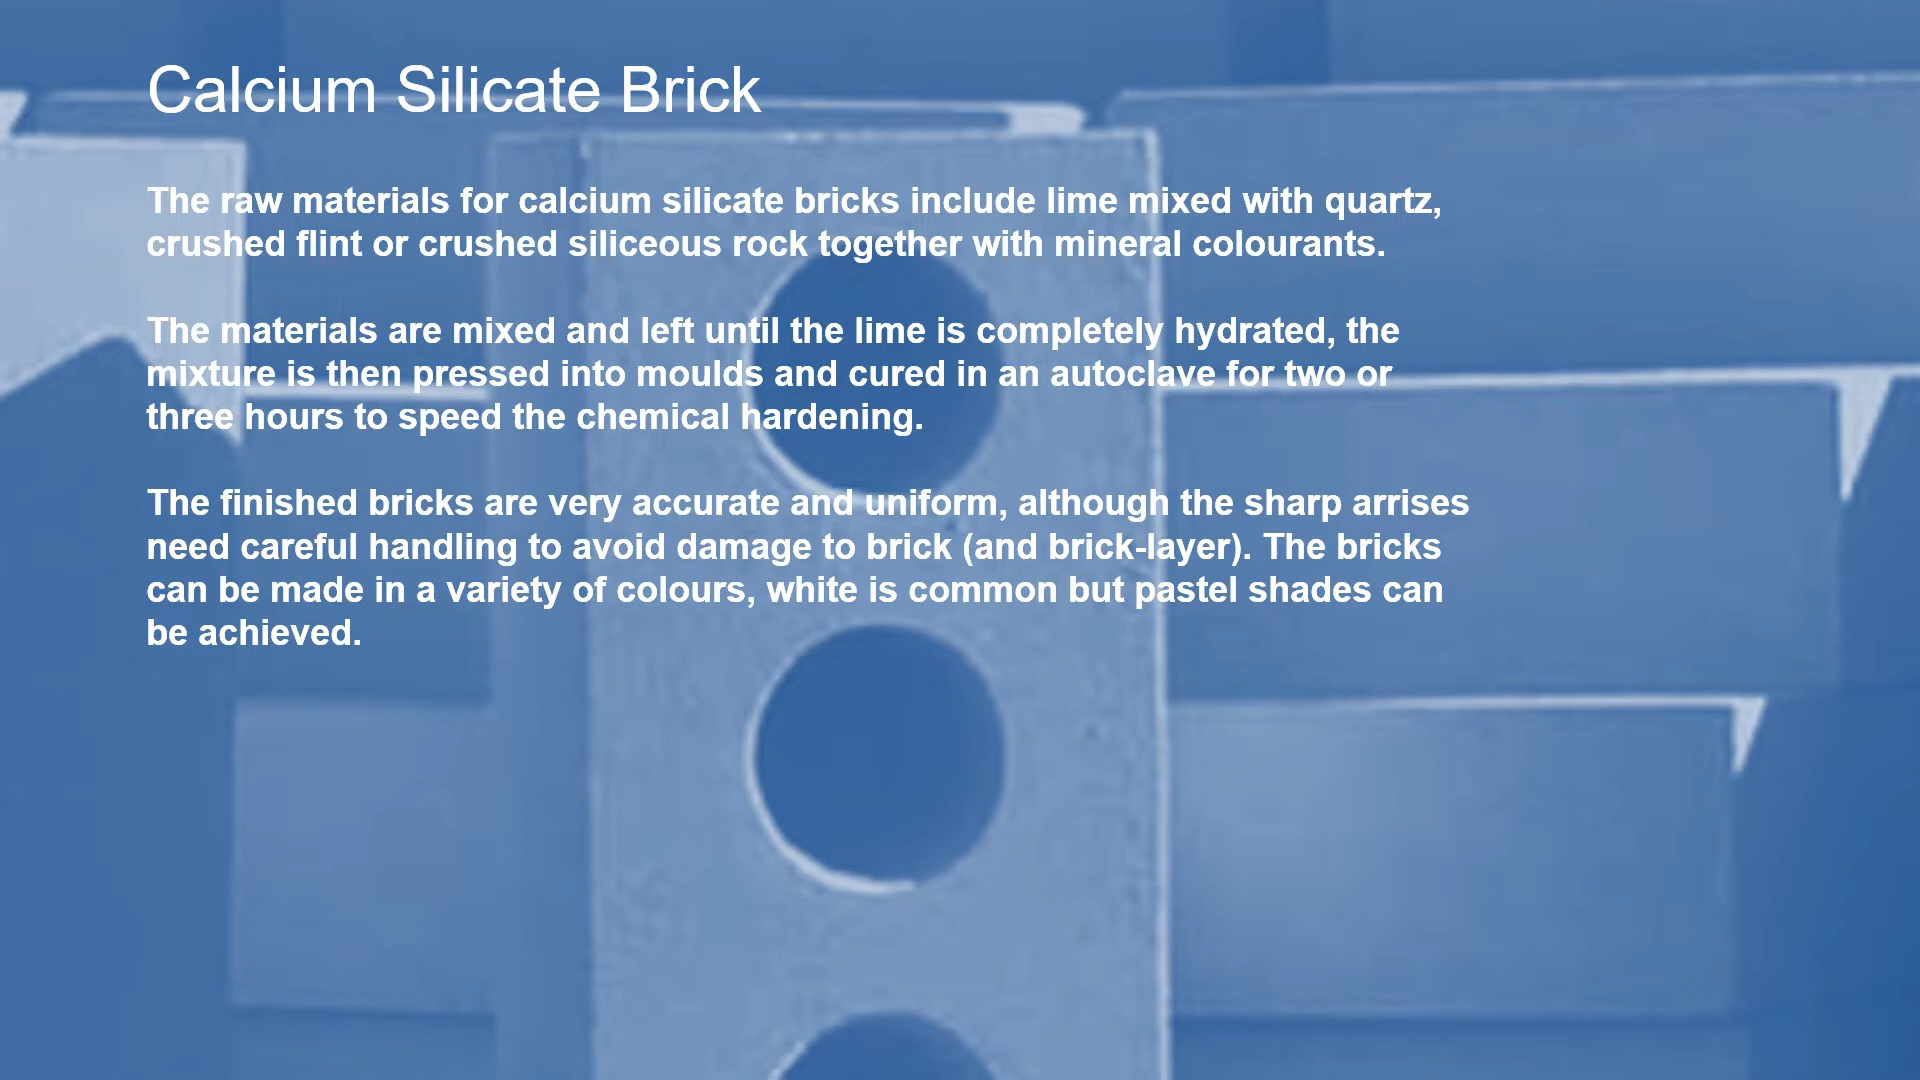 Calcium Silicate Brick
The raw materials for calcium silicate bricks include lime mixed with quartz,
crushed flint or crushed siliceous rock together with mineral colourants.
The materials are mixed and left until the lime is completely hydrated, the
mixture is then pressed into moulds and cured in an autoclave for two or
three hours to speed the chemical hardening.
The finished bricks are very accurate and uniform, although the sharp arrises
need careful handling to avoid damage to brick (and brick-layer). The bricks
can be made in a variety of colours, white is common but pastel shades can
be achieved.